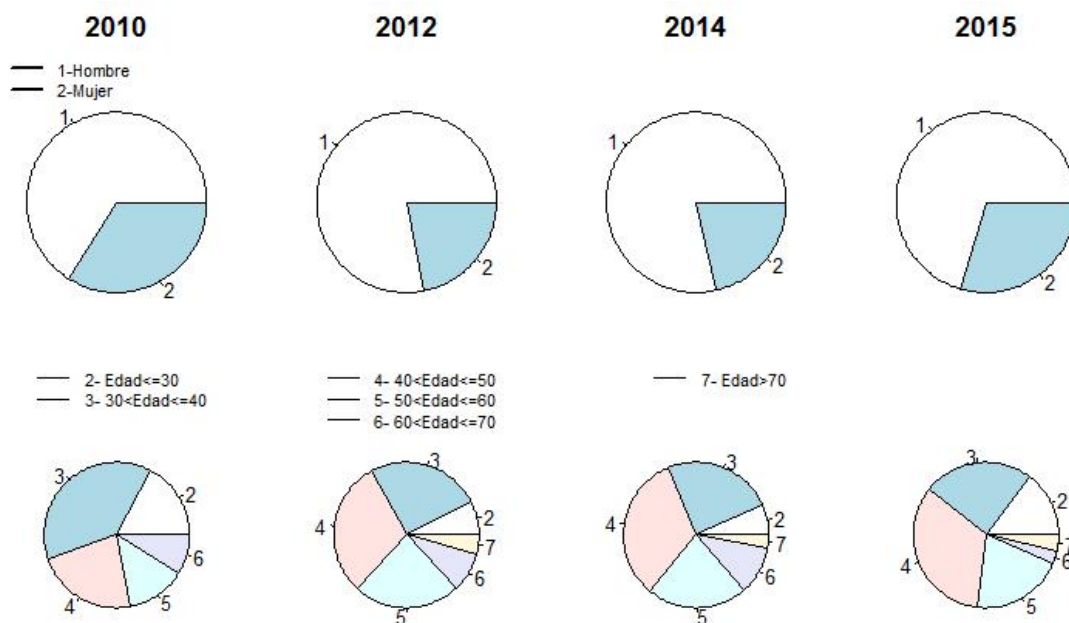 2010 2012 2014 2015
1-Hombre
2-Mujer
1 1 1 1
2 2 2 2
2- Edad<=30 4- 40<Edad<=50 7- Edad>70
3- 30<Edad<=40 5- 50<Edad<=60
6- 60<Edad<=70
3 3 3 3
2 2 2 2
4 4 4 4
7 7 7
6 6 6 6
5 5 5 5